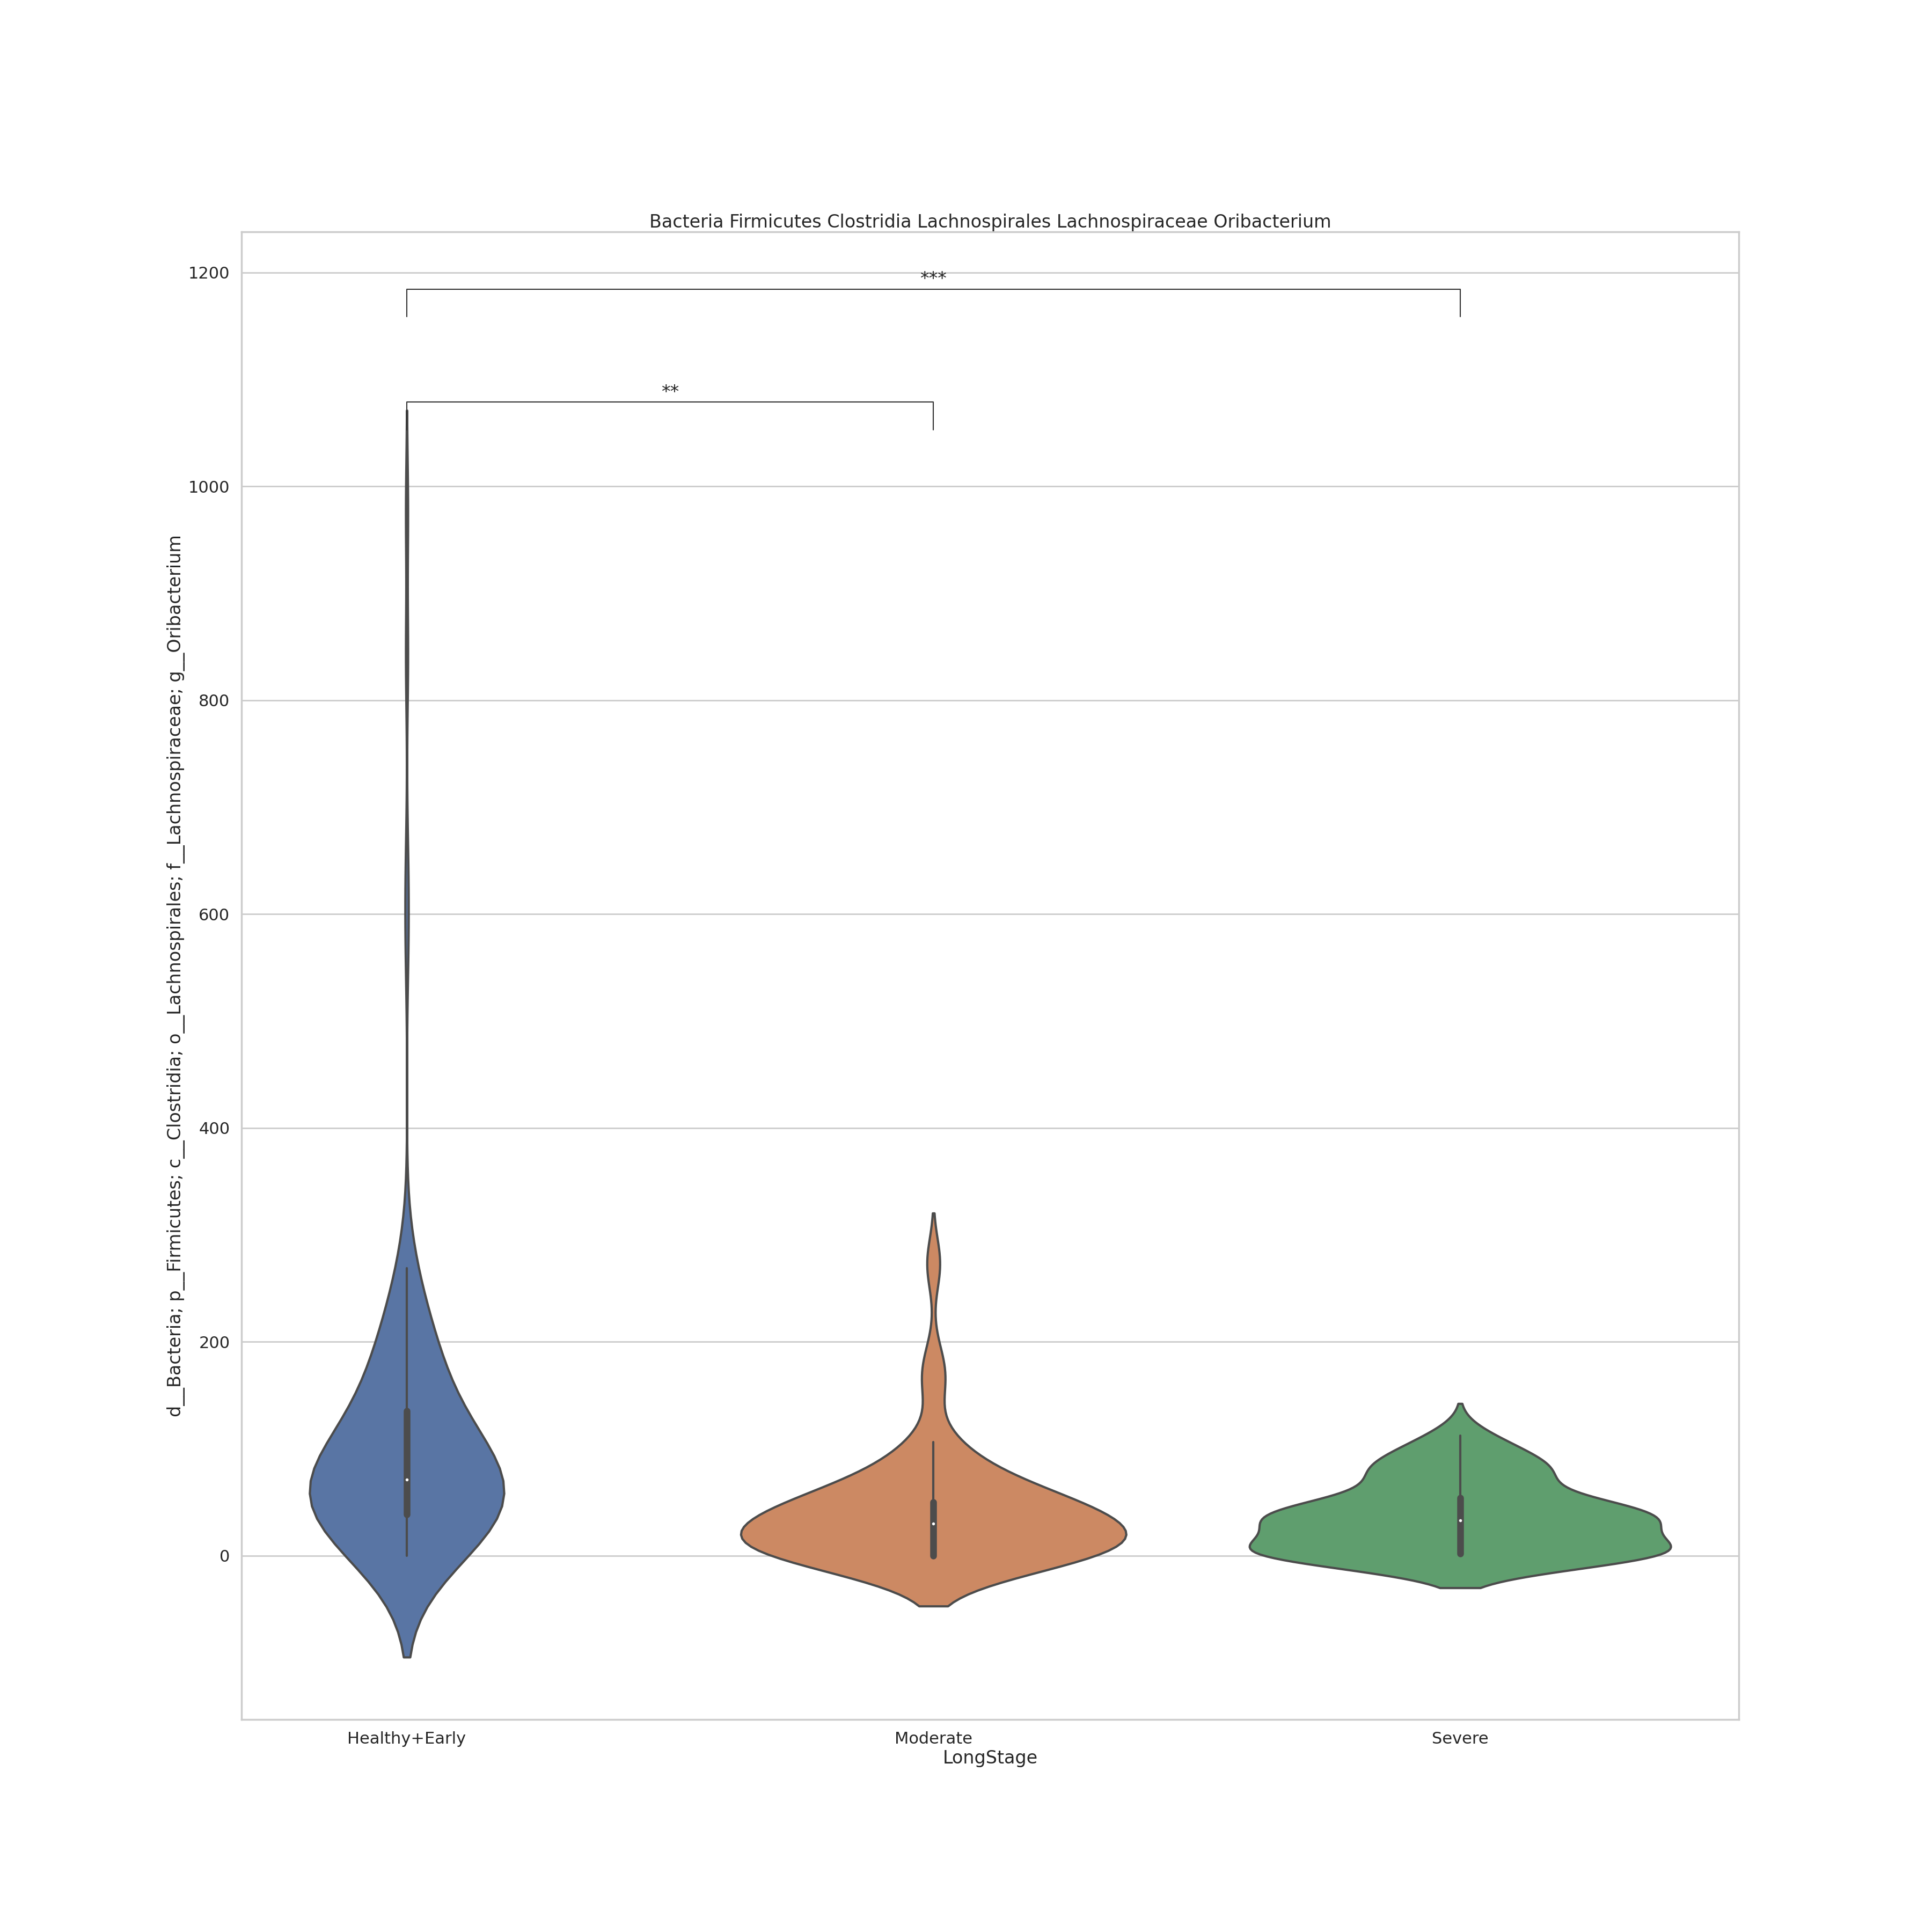 Bacteria Firmicutes Clostridia Lachnospirales Lachnospiraceae Oribacterium
1200
***
**
1000
800
600
400
200
0
d__Bacteria; p__Firmicutes; c__Clostridia; o__Lachnospirales; f__Lachnospiraceae; g__Oribacterium
Healthy+Early
Moderate
Severe
LongStage